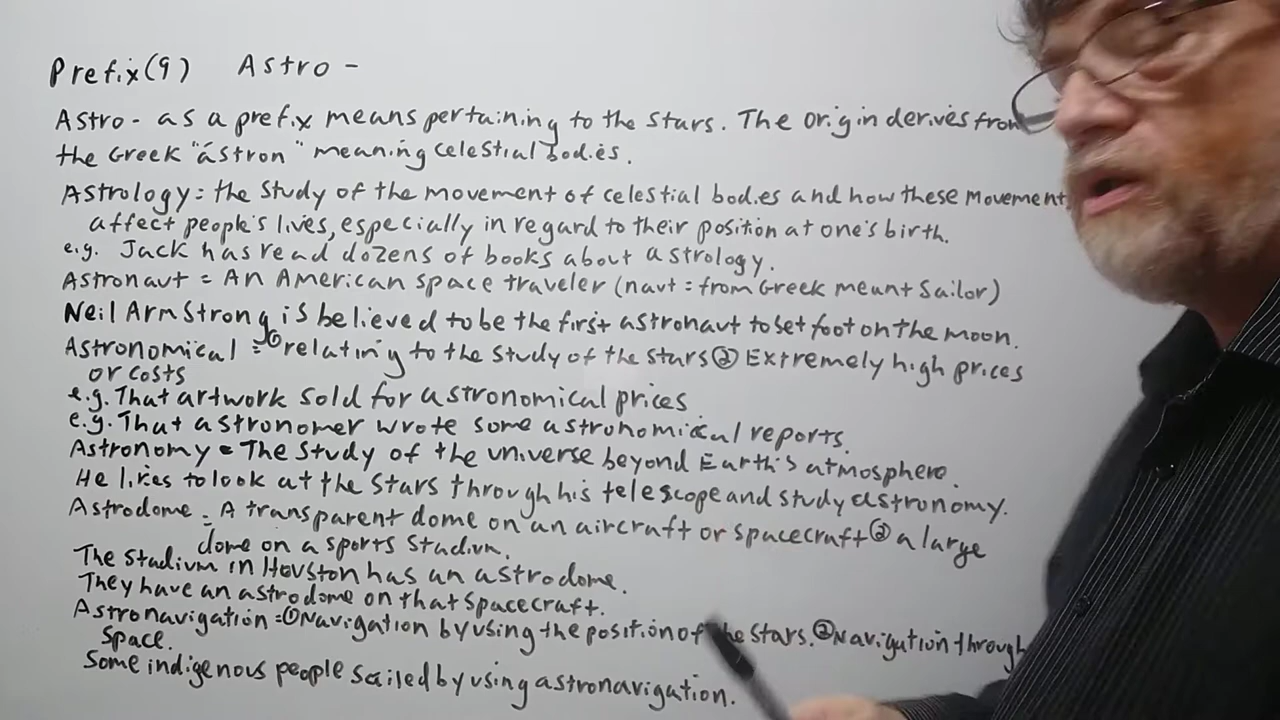 Prefix(9) Astro -
Astro - as a prefix means pertaining to the stars. The origin derives from
the Greek "ástron" meaning celestial bodies.
Astrology = the study of the movement of celestial bodies and how these movement
affect people's lives, especially in regard to their position at one's birth.
e.g. Jack has read dozens of books about astrology.
Astronaut = An American space traveler (naut = from Greek meant Sailor)
Neil Armstrong is believed to be the first astronaut to set foot on the moon.
Astronomical = ① relating to the study of the stars ② Extremely high prices
or costs
e.g. That artwork sold for astronomical prices.
e.g. That astronomer wrote some astronomical reports.
Astronomy = The study of the universe beyond Earth's atmosphere.
He likes to look at the stars through his telescope and study astronomy.
Astrodome = A transparent dome on an aircraft or spacecraft ② a large
dome on a sports stadium.
The stadium in Houston has an astrodome.
They have an astrodome on that spacecraft.
Astronavigation = ① Navigation by using the position of the stars. ② Navigation through
space.
Some indigenous people sailed by using astronavigation.